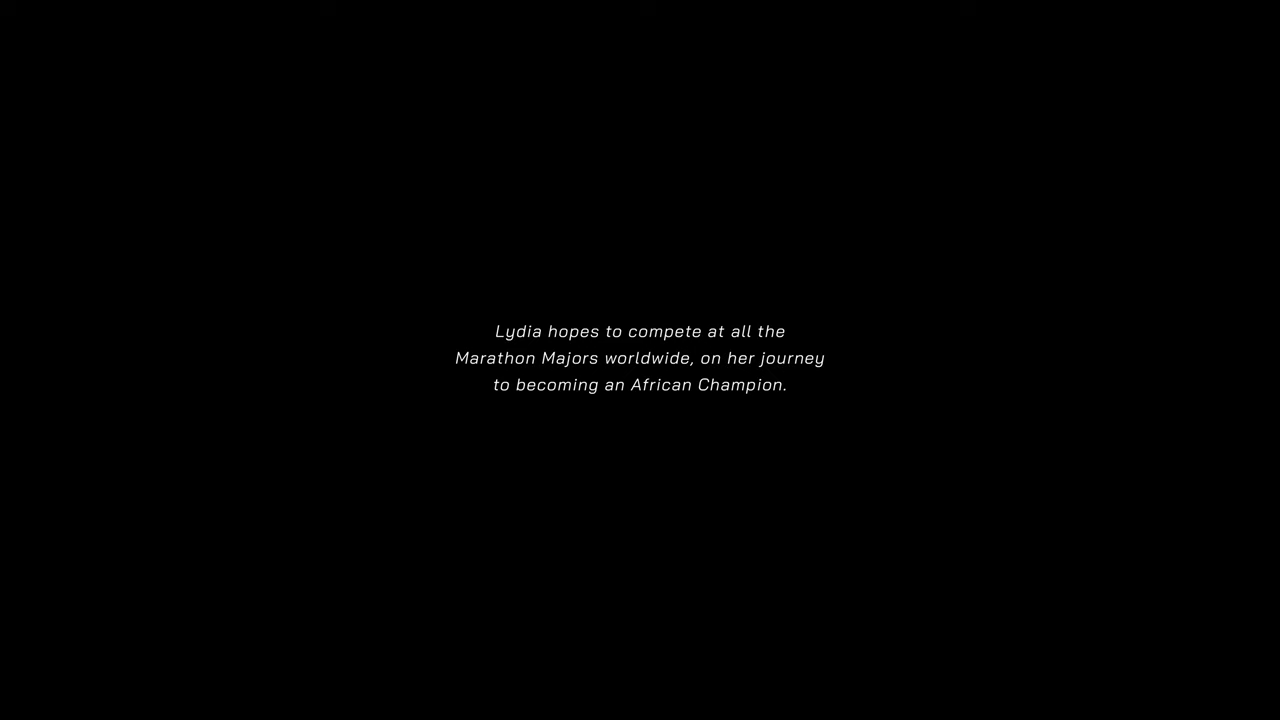 Lydia hopes to compete at all the
Marathon Majors worldwide, on her journey
to becoming an African Champion.